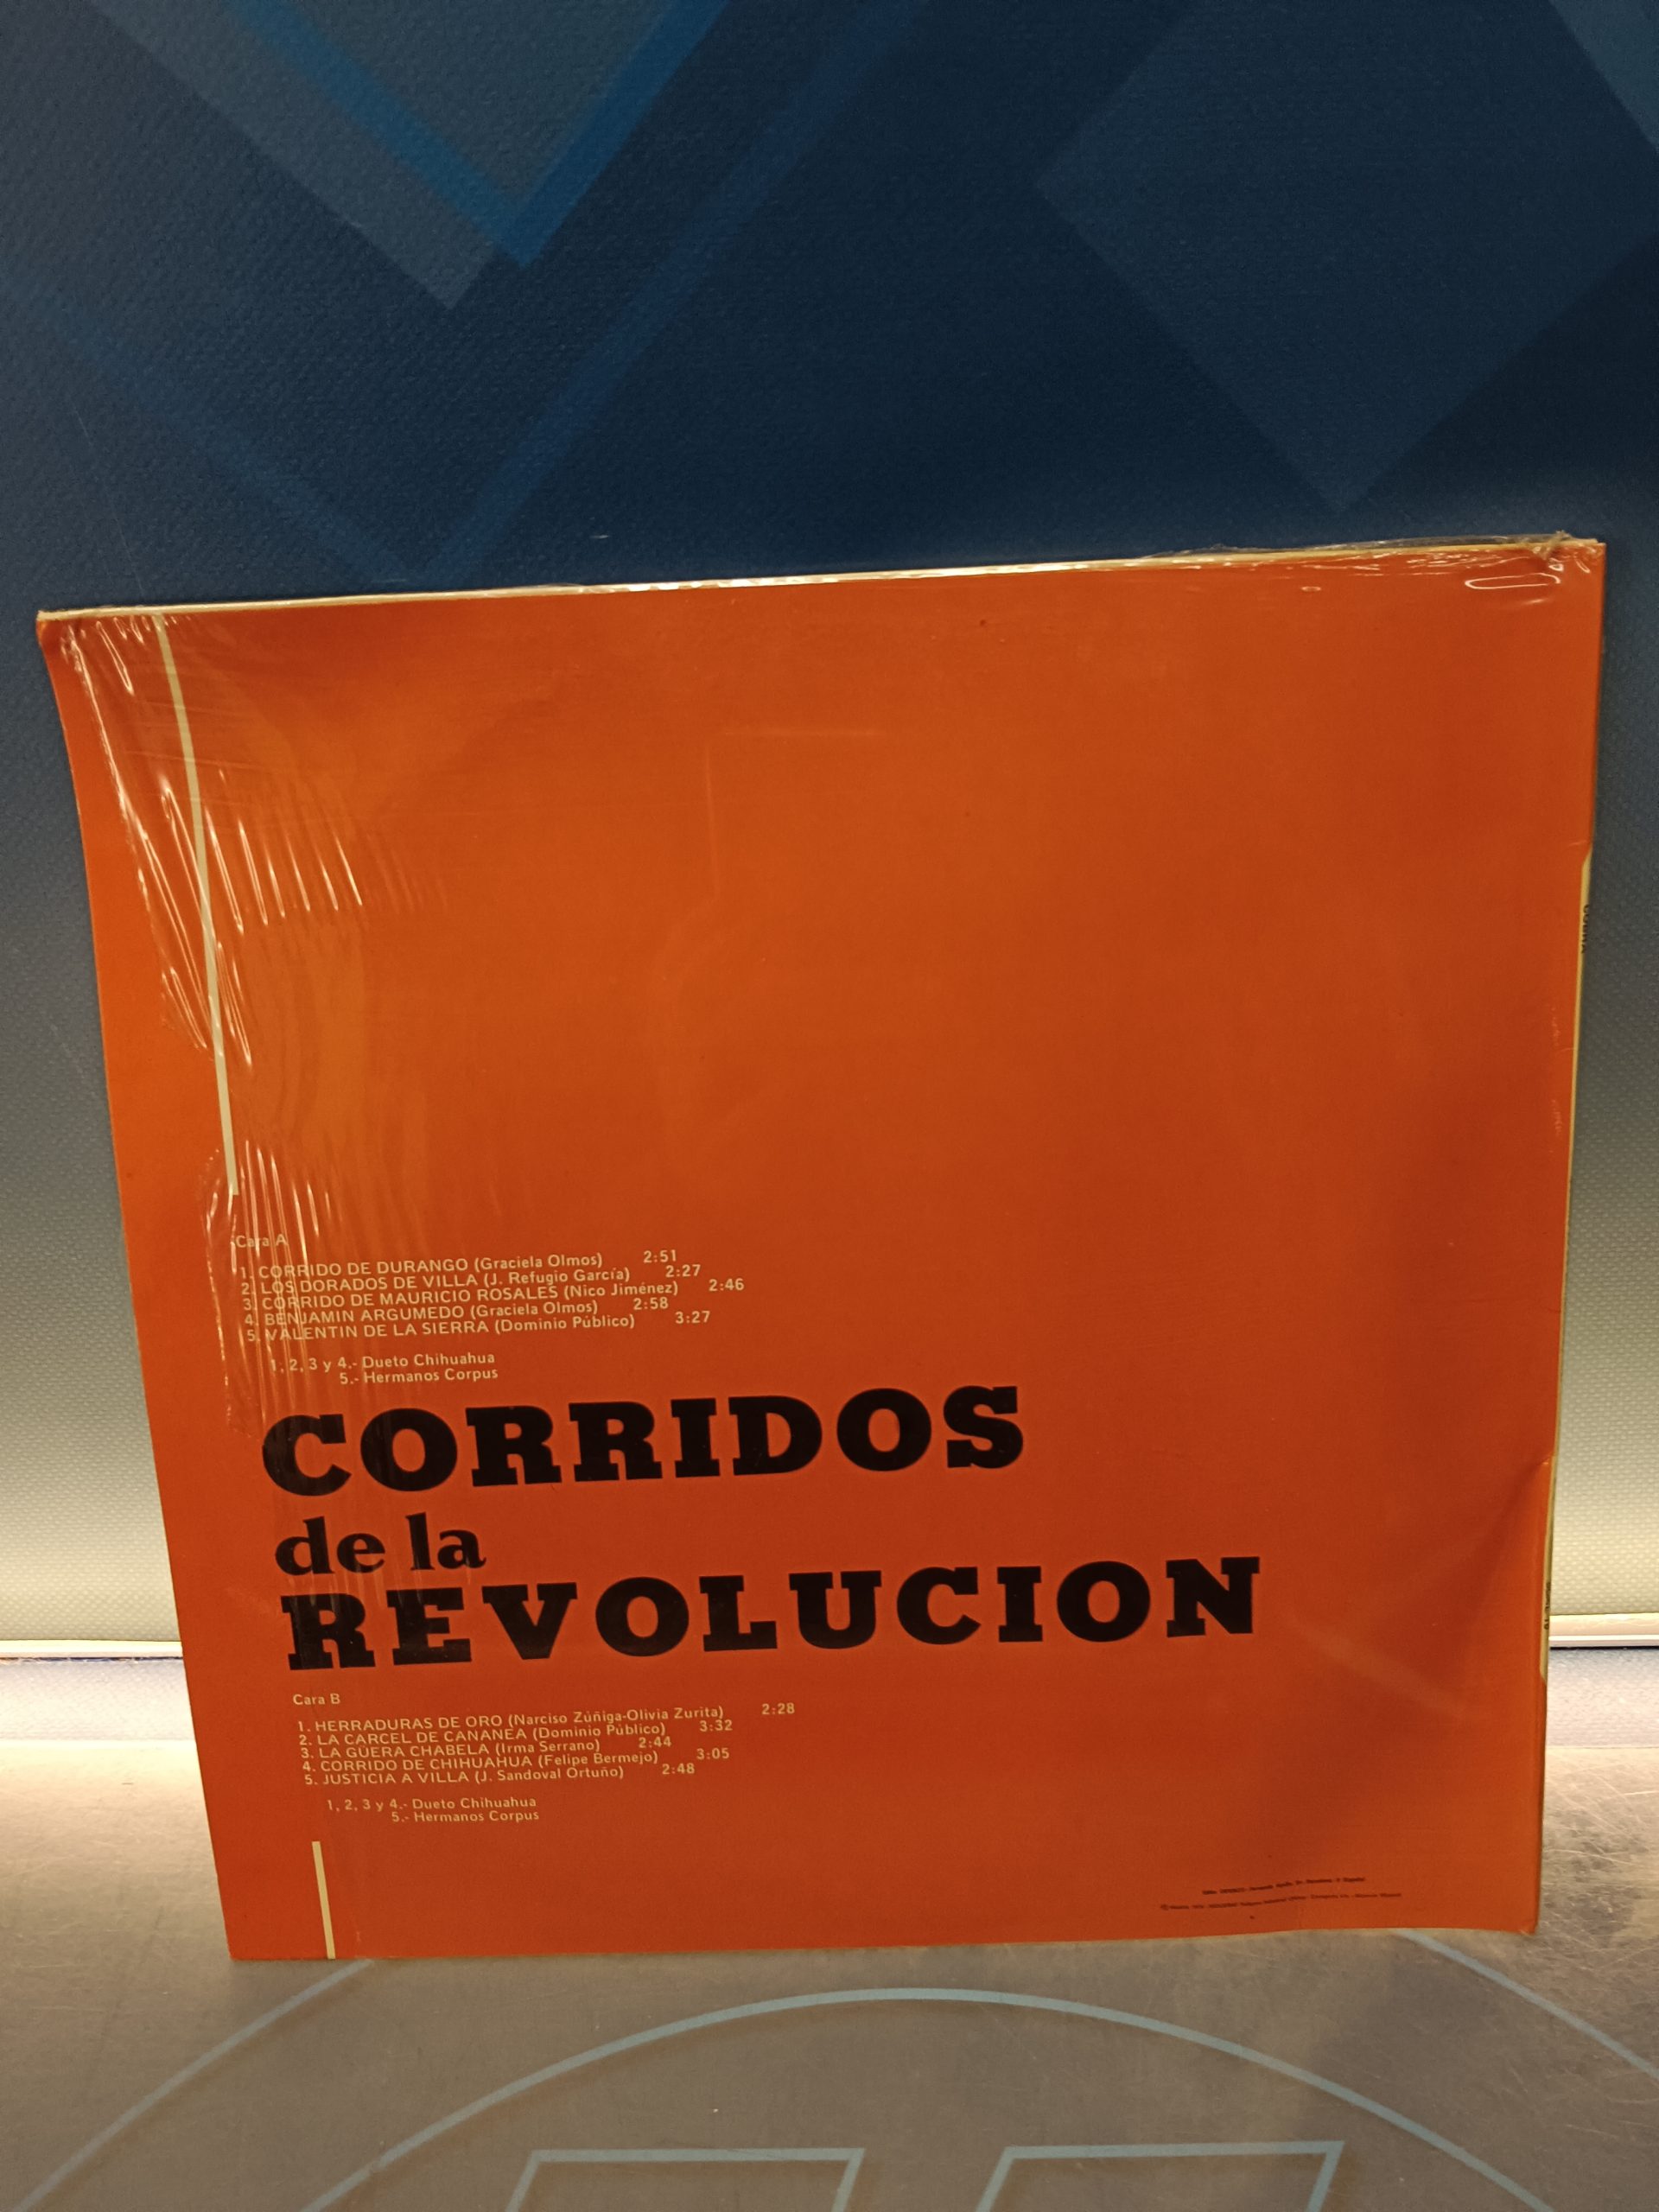 Cara A
1. CORRIDO DE DURANGO (Graciela Olmos) 2:51
2. LOS DORADOS DE VILLA (J. Refugio García) 2:27
3. CORRIDO DE MAURICIO ROSALES (Nico Jiménez) 2:46
4. BENJAMIN ARGUMEDO (Graciela Olmos) 2:58
5. VALENTIN DE LA SIERRA (Dominio Público) 3:27
1, 2, 3 y 4.- Dueto Chihuahua
5.- Hermanos Corpus
CORRIDOS
de la
REVOLUCION
Cara B
1. HERRADURAS DE ORO (Narciso Zúñiga-Olivia Zurita) 2:28
2. LA CARCEL DE CANANEA (Dominio Público) 3:32
3. LA GÜERA CHABELA (Irma Serrano) 2:44
4. CORRIDO DE CHIHUAHUA (Felipe Bermejo) 3:05
5. JUSTICIA A VILLA (J. Sandoval Ortuño) 2:48
1, 2, 3 y 4.- Dueto Chihuahua
5.- Hermanos Corpus